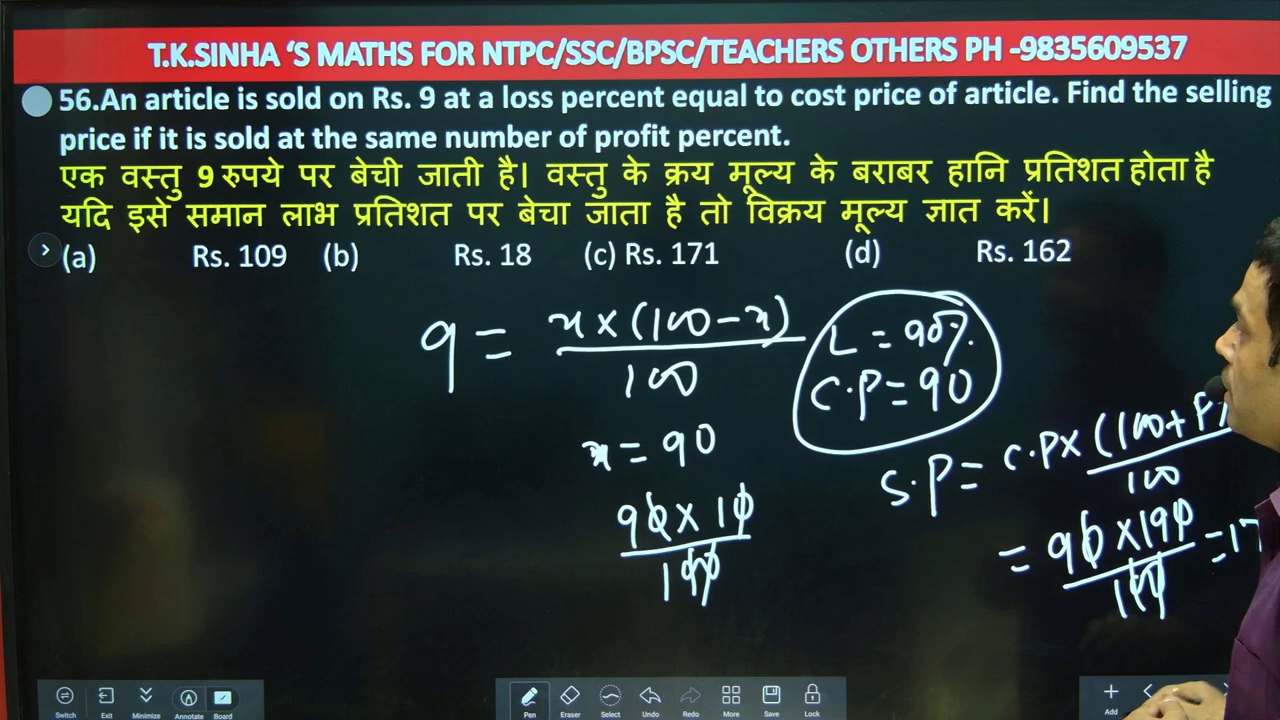 T.K.SINHA 'S MATHS FOR NTPC/SSC/BPSC/TEACHERS OTHERS PH -9835609537
56.An article is sold on Rs. 9 at a loss percent equal to cost price of article. Find the selling
price if it is sold at the same number of profit percent.
एक वस्तु 9 रुपये पर बेची जाती है। वस्तु के क्रय मूल्य के बराबर हानि प्रतिशत होता है
यदि इसे समान लाभ प्रतिशत पर बेचा जाता है तो विक्रय मूल्य ज्ञात करें।
(a) Rs. 109 (b) Rs. 18 (c) Rs. 171 (d) Rs. 162
9 = x × (100 - x)
100
L = 90%
C.P = 90
x = 90
90 × 10
100
S.P = C.P × (100 + P
100
= 90 × 190 = 17
100
Switch Exit Minimize Annotate Board Pen Eraser Select Undo Redo More Save Lock Add